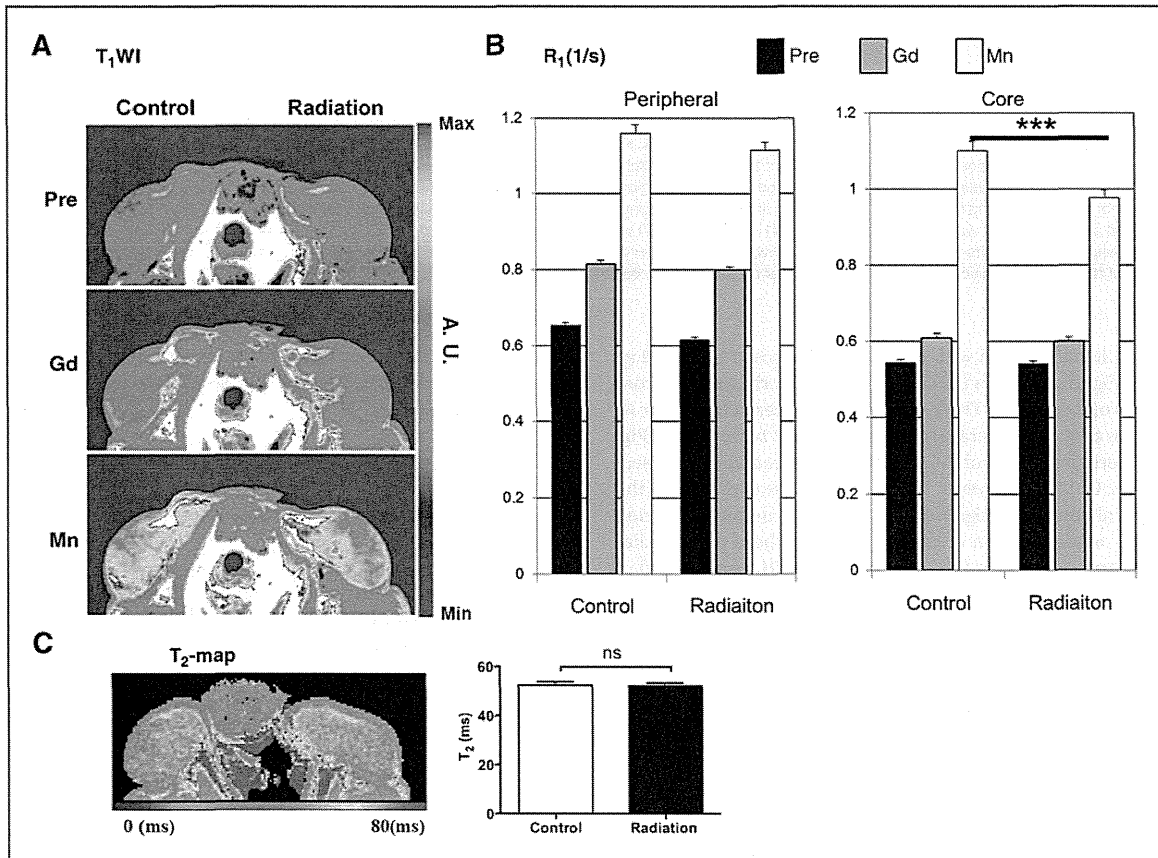 A T₁WI
Control Radiation
Pre
Gd
Mn
Max
A. U.
Min
B R₁(1/s)
Pre Gd Mn
Peripheral
1.2
1
0.8
0.6
0.4
0.2
0
Control Radiaiton
Core
***
1.2
1
0.8
0.6
0.4
0.2
0
Control Radiaiton
C T₂-map
0 (ms) 80(ms)
ns
T₂ (ms)
60
40
20
0
Control Radiation